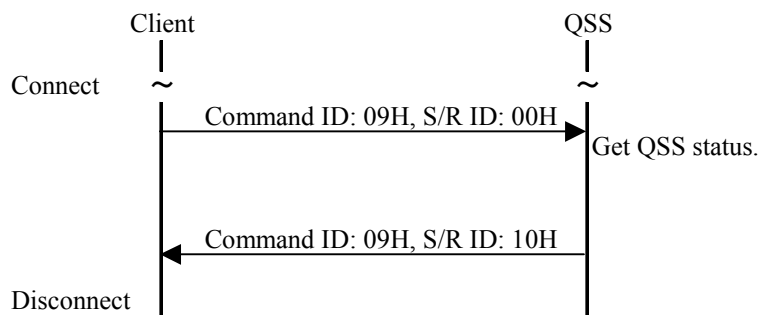 Client QSS
Connect
~ ~
Command ID: 09H, S/R ID: 00H
Get QSS status.
Command ID: 09H, S/R ID: 10H
Disconnect